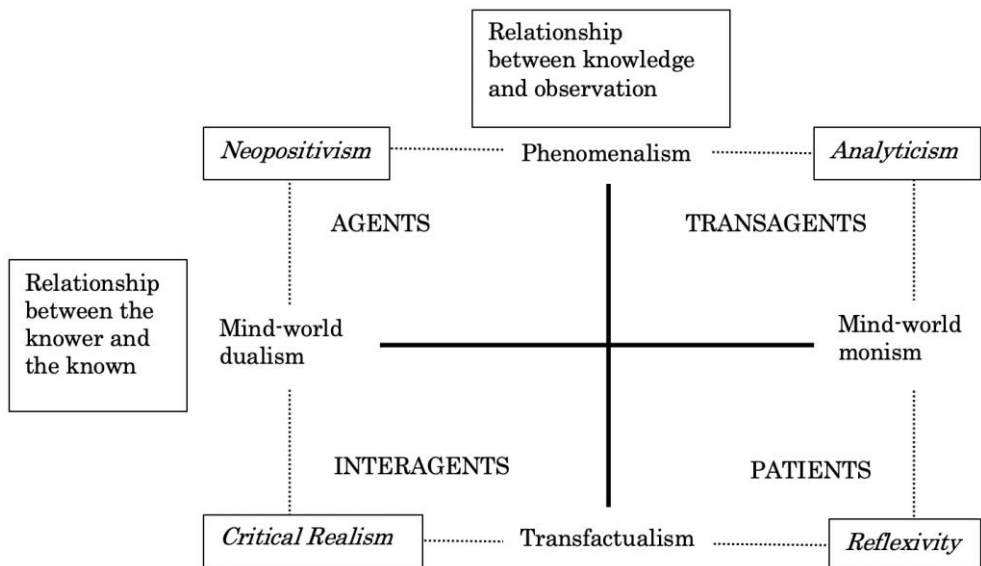 Relationship
between knowledge
and observation
Neopositivism
Phenomenalism
Analyticism
AGENTS
TRANSAGENTS
Relationship
between the
knower and
the known
Mind-world
dualism
Mind-world
monism
INTERAGENTS
PATIENTS
Critical Realism
Transfactualism
Reflexivity